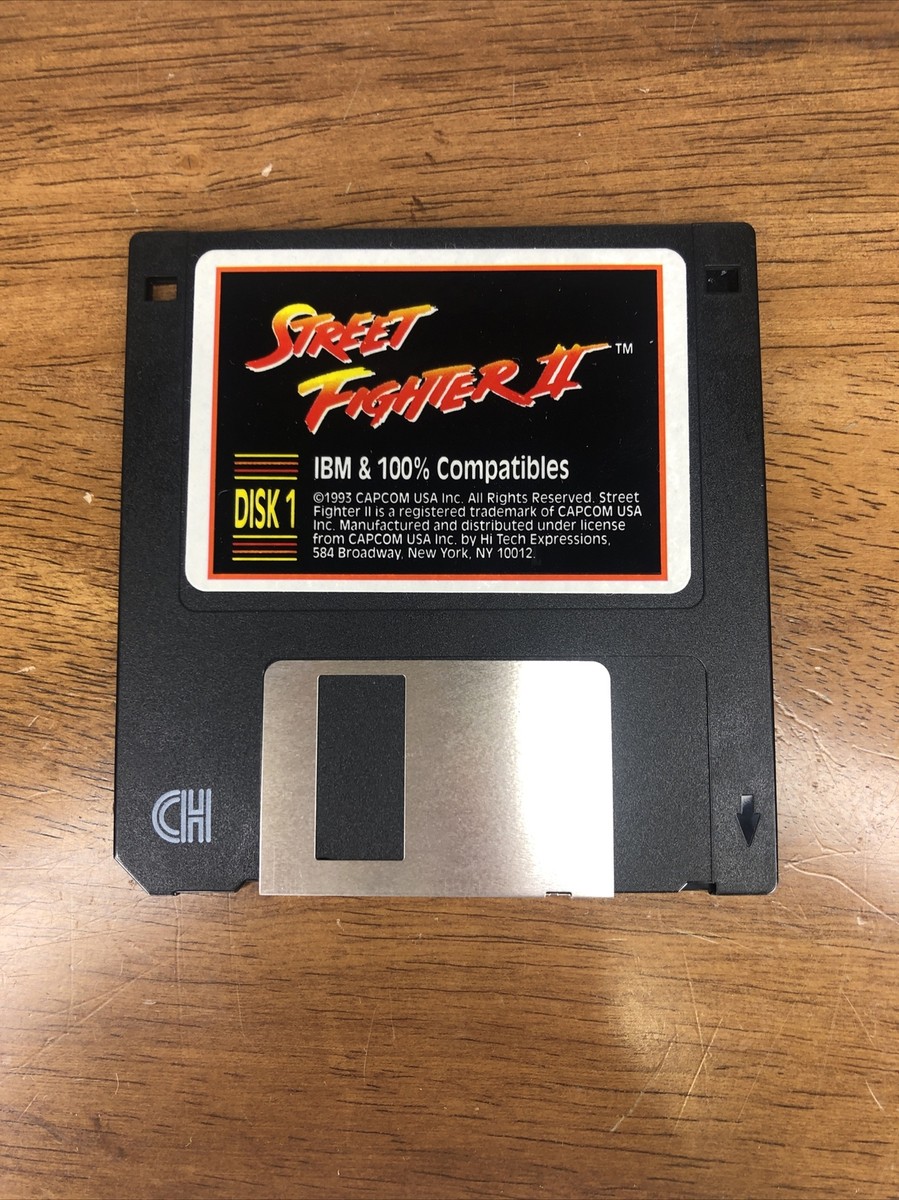 STREET
FIGHTER II ™
IBM & 100% Compatibles
DISK 1
©1993 CAPCOM USA Inc. All Rights Reserved. Street
Fighter II is a registered trademark of CAPCOM USA
Inc. Manufactured and distributed under license
from CAPCOM USA Inc. by Hi Tech Expressions,
584 Broadway, New York, NY 10012.
CH